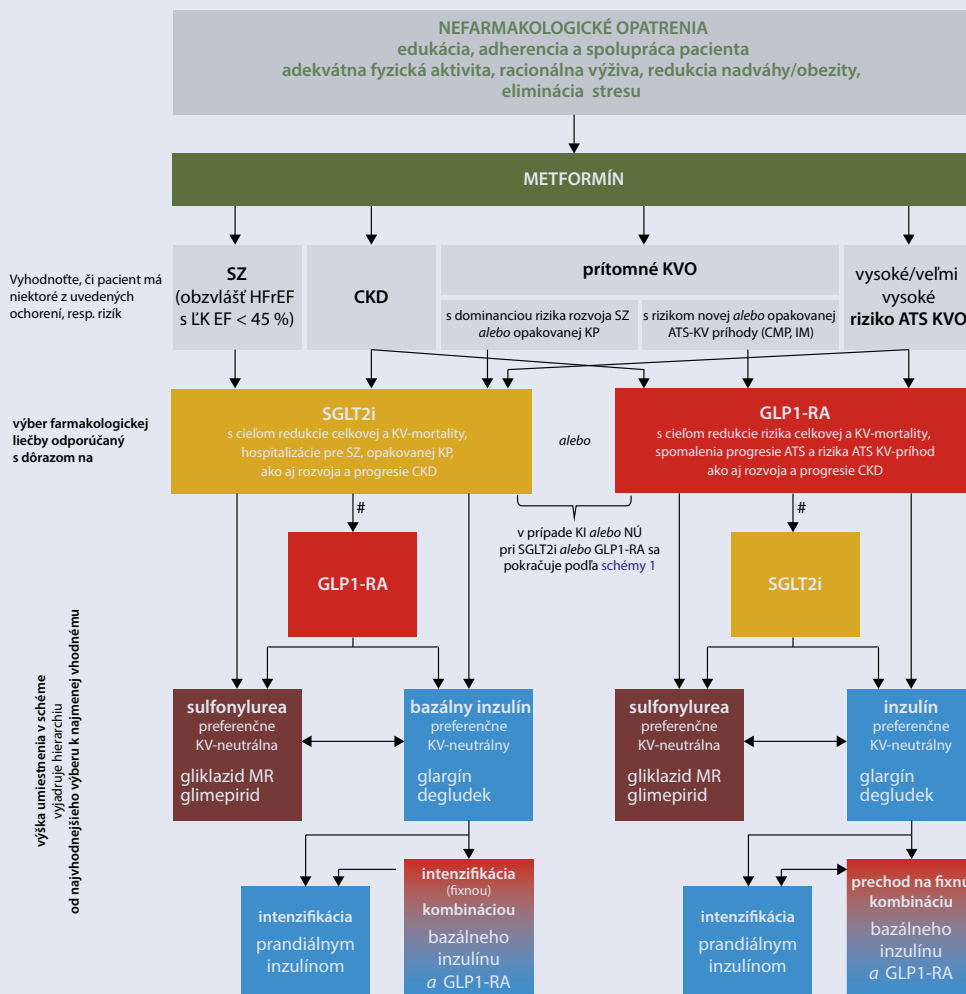 NEFARMAKOLOGICKÉ OPATRENIA
edukácia, adherencia a spolupráca pacienta
adekvátna fyzická aktivita, racionálna výživa, redukcia nadváhy/obezity,
eliminácia stresu
METFORMÍN
Vyhodnoťte, či pacient má
niektoré z uvedených
ochorení, resp. rizík
SZ
(obzvlášť HFrEF
s ĽK EF < 45 %)
CKD
prítomné KVO
s dominanciou rizika rozvoja SZ
alebo opakovanej KP
s rizikom novej alebo opakovanej
ATS-KV príhody (CMP, IM)
vysoké/veľmi
vysoké
riziko ATS KVO
výber farmakologickej
liečby odporúčaný
s dôrazom na
SGLT2i
s cieľom redukcie celkovej a KV-mortality,
hospitalizácie pre SZ, opakovanej KP,
ako aj rozvoja a progresie CKD
alebo
GLP1-RA
s cieľom redukcie rizika celkovej a KV-mortality,
spomalenia progresie ATS a rizika ATS KV-príhod
ako aj rozvoja a progresie CKD
#
#
v prípade KI alebo NÚ
pri SGLT2i alebo GLP1-RA sa
pokračuje podľa schémy 1
GLP1-RA
SGLT2i
výška umiestnenia v schéme
vyjadruje hierarchiu
od najvhodnejšieho výberu k najmenej vhodnému
sulfonylurea
preferenčne
KV-neutrálna
gliklazid MR
glimepirid
bazálny inzulín
preferenčne
KV-neutrálny
glargín
degludek
sulfonylurea
preferenčne
KV-neutrálna
gliklazid MR
glimepirid
inzulín
preferenčne
KV-neutrálny
glargín
degludek
intenzifikácia
prandiálnym
inzulínom
intenzifikácia
(fixnou)
kombináciou
bazálneho
inzulínu
a GLP1-RA
intenzifikácia
prandiálnym
inzulínom
prechod na fixnú
kombináciu
bazálneho
inzulínu
a GLP1-RA